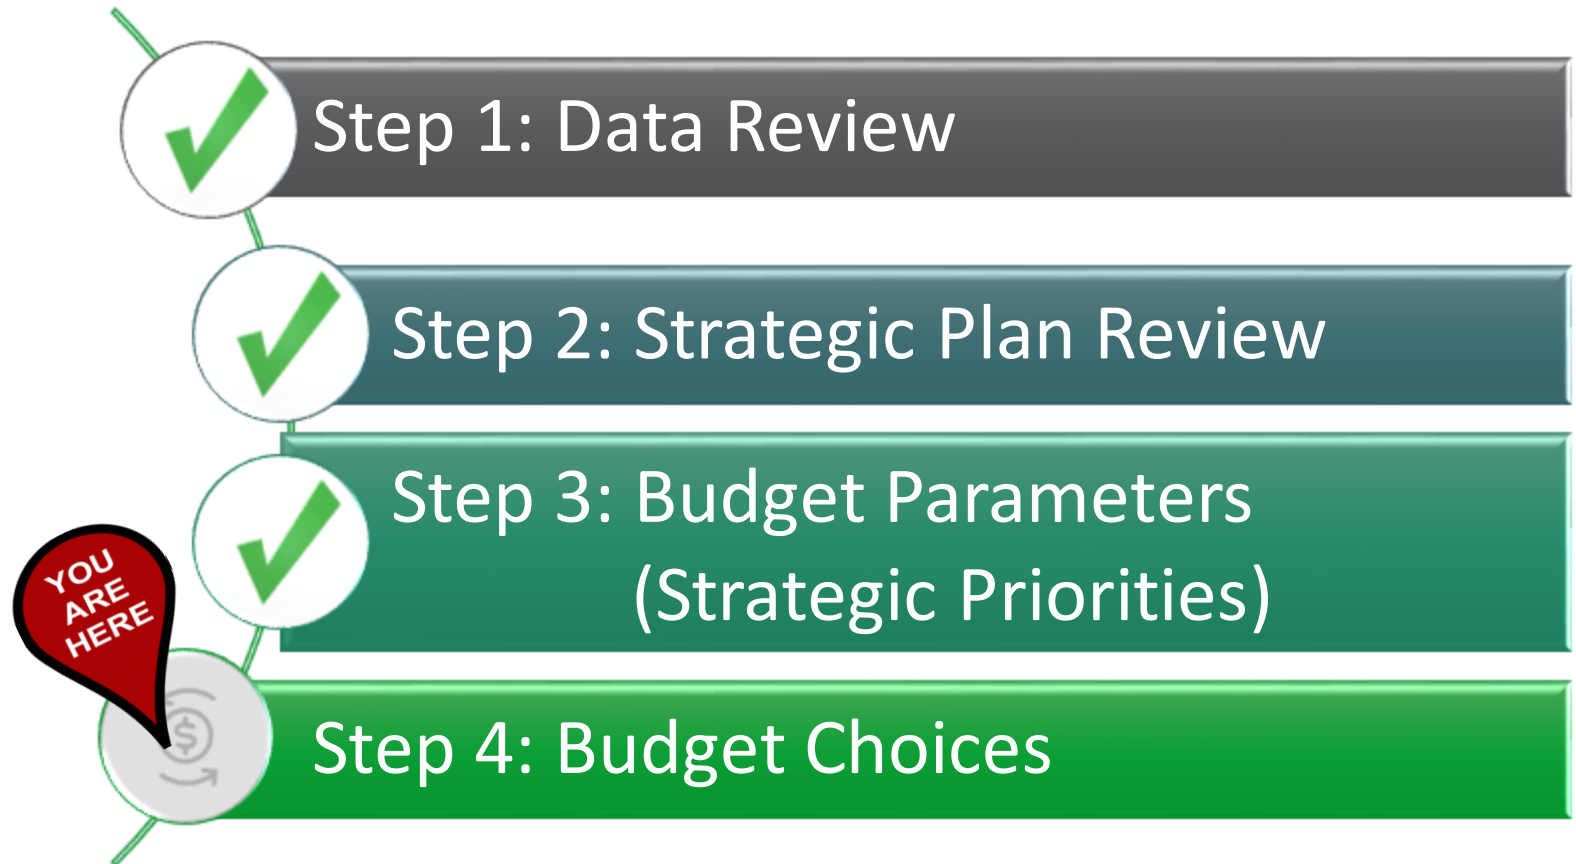 Step 1: Data Review
Step 2: Strategic Plan Review
Step 3: Budget Parameters
(Strategic Priorities)
YOU
ARE
HERE
$
Step 4: Budget Choices